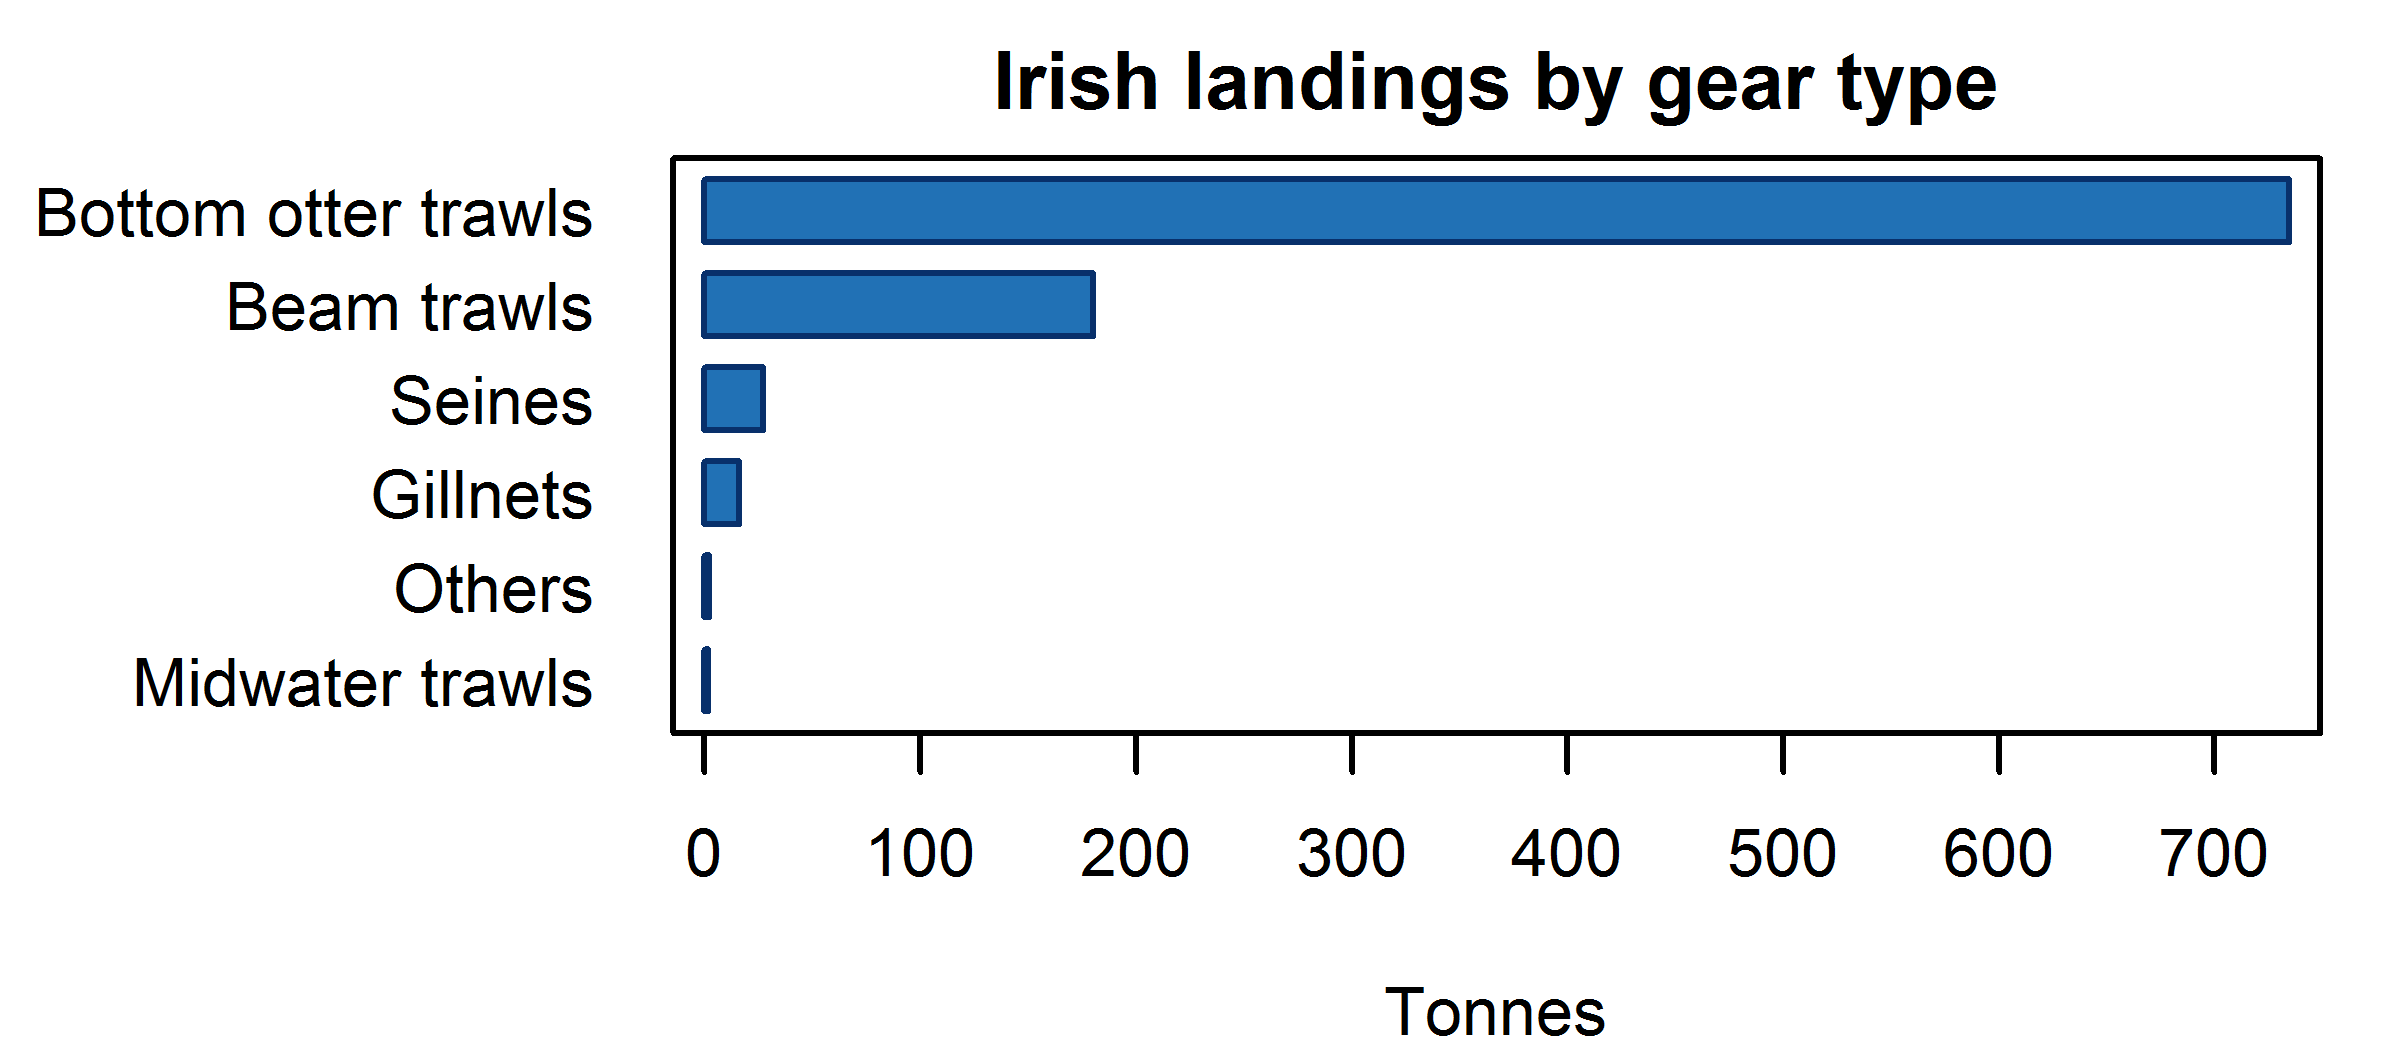 Irish landings by gear type
Bottom otter trawls
Beam trawls
Seines
Gillnets
Others
Midwater trawls
0 100 200 300 400 500 600 700
Tonnes